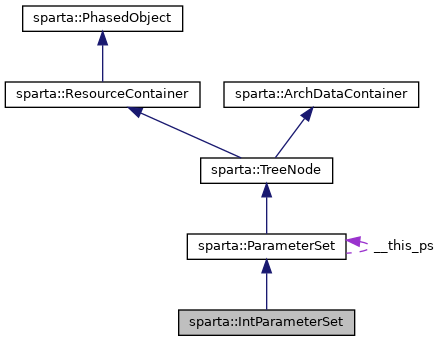 sparta::PhasedObject
sparta::ResourceContainer
sparta::ArchDataContainer
sparta::TreeNode
sparta::ParameterSet
__this_ps
sparta::IntParameterSet